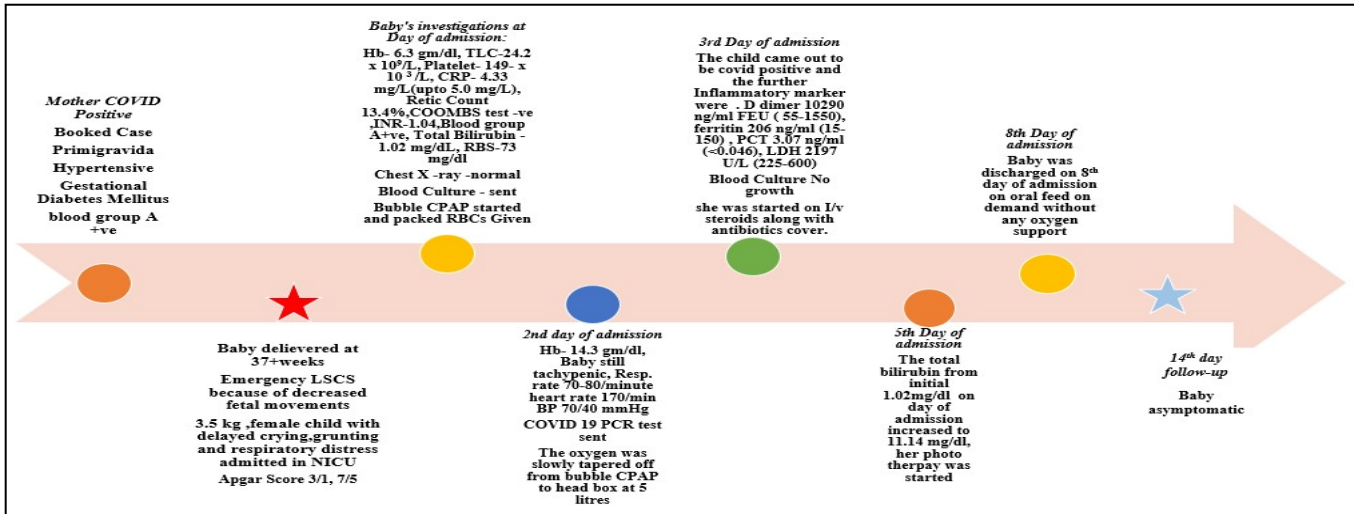 Mother COVID
Positive
Booked Case
Primigravida
Hypertensive
Gestational
Diabetes Mellitus
blood group A
+ve
Baby delievered at
37+weeks
Emergency LSCS
because of decreased
fetal movements
3.5 kg ,female child with
delayed crying,grunting
and respiratory distress
admitted in NICU
Apgar Score 3/1, 7/5
Baby's investigations at
Day of admission:
Hb- 6.3 gm/dl, TLC-24.2
x 10⁹/L, Platelet- 149- x
10 ³ /L, CRP- 4.33
mg/L(upto 5.0 mg/L),
Retic Count
13.4%,COOMBS test -ve
,INR-1.04,Blood group
A+ve, Total Bilirubin -
1.02 mg/dL, RBS-73
mg/dl
Chest X -ray -normal
Blood Culture - sent
Bubble CPAP started
and packed RBCs Given
2nd day of admission
Hb- 14.3 gm/dl,
Baby still
tachypenic, Resp.
rate 70-80/minute
heart rate 170/min
BP 70/40 mmHg
COVID 19 PCR test
sent
The oxygen was
slowly tapered off
from bubble CPAP
to head box at 5
litres
3rd Day of admission
The child came out to
be covid positive and
the further
Inflammatory marker
were . D dimer 10290
ng/ml FEU ( 55-1550),
ferritin 206 ng/ml (15-
150) , PCT 3.07 ng/ml
(<0.046), LDH 2197
U/L (225-600)
Blood Culture No
growth
she was started on I/v
steroids along with
antibiotics cover.
5th Day of
admission
The total
bilirubin from
initial
1.02mg/dl on
day of
admission
increased to
11.14 mg/dl,
her photo
therpay was
started
8th Day of
admission
Baby was
discharged on 8ᵗʰ
day of admission
on oral feed on
demand without
any oxygen
support
14ᵗʰ day
follow-up
Baby
asymptomatic